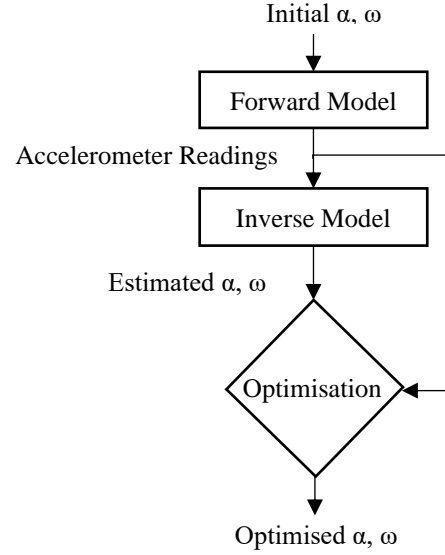 Initial α, ω
Forward Model
Accelerometer Readings
Inverse Model
Estimated α, ω
Optimisation
Optimised α, ω